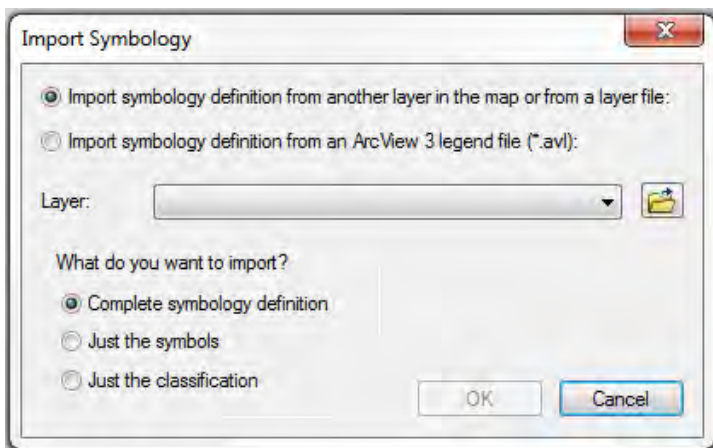 Import Symbology
Import symbology definition from another layer in the map or from a layer file:
Import symbology definition from an ArcView 3 legend file (*.avl):
Layer:
What do you want to import?
Complete symbology definition
Just the symbols
Just the classification
OK
Cancel